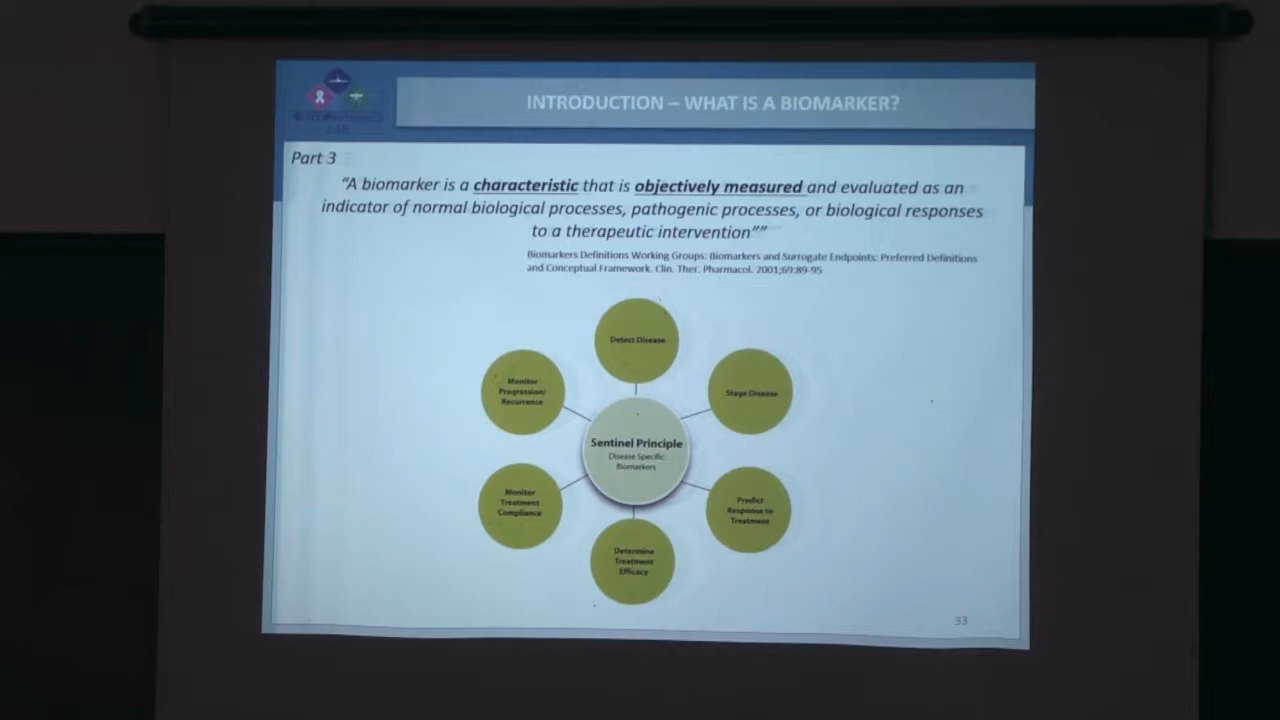 INTRODUCTION – WHAT IS A BIOMARKER?
Part 3
“A biomarker is a characteristic that is objectively measured and evaluated as an
indicator of normal biological processes, pathogenic processes, or biological responses
to a therapeutic intervention””
Biomarkers Definitions Working Groups: Biomarkers and Surrogate Endpoints: Preferred Definitions
and Conceptual Framework. Clin. Ther. Pharmacol. 2001;69:89-95
Detect Disease
Monitor
Progression/
Recurrence
Stage Disease
Sentinel Principle
Disease Specific
Biomarkers
Monitor
Treatment
Compliance
Predict
Response to
Treatment
Determine
Treatment
Efficacy
33